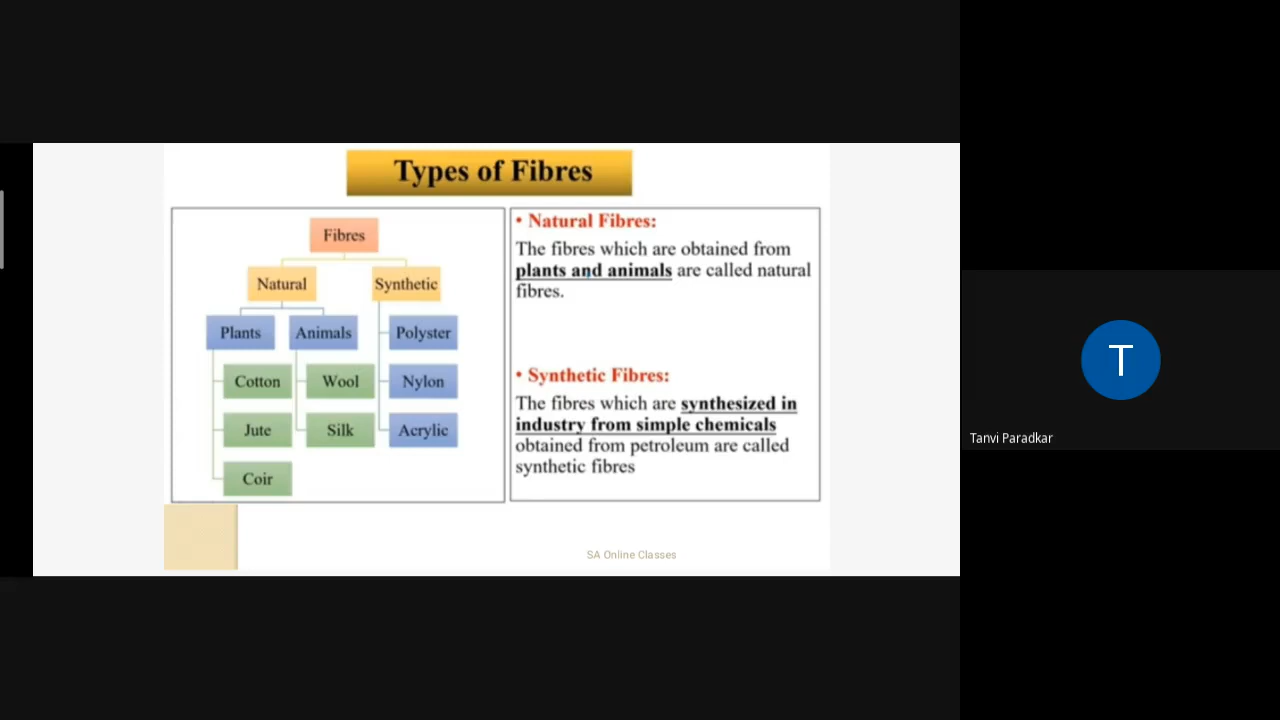 Types of Fibres
Fibres
Natural
Synthetic
Plants
Animals
Polyster
Cotton
Wool
Nylon
Jute
Silk
Acrylic
Coir
• Natural Fibres:
The fibres which are obtained from
plants and animals are called natural
fibres.
• Synthetic Fibres:
The fibres which are synthesized in
industry from simple chemicals
obtained from petroleum are called
synthetic fibres
SA Online Classes
T
Tanvi Paradkar